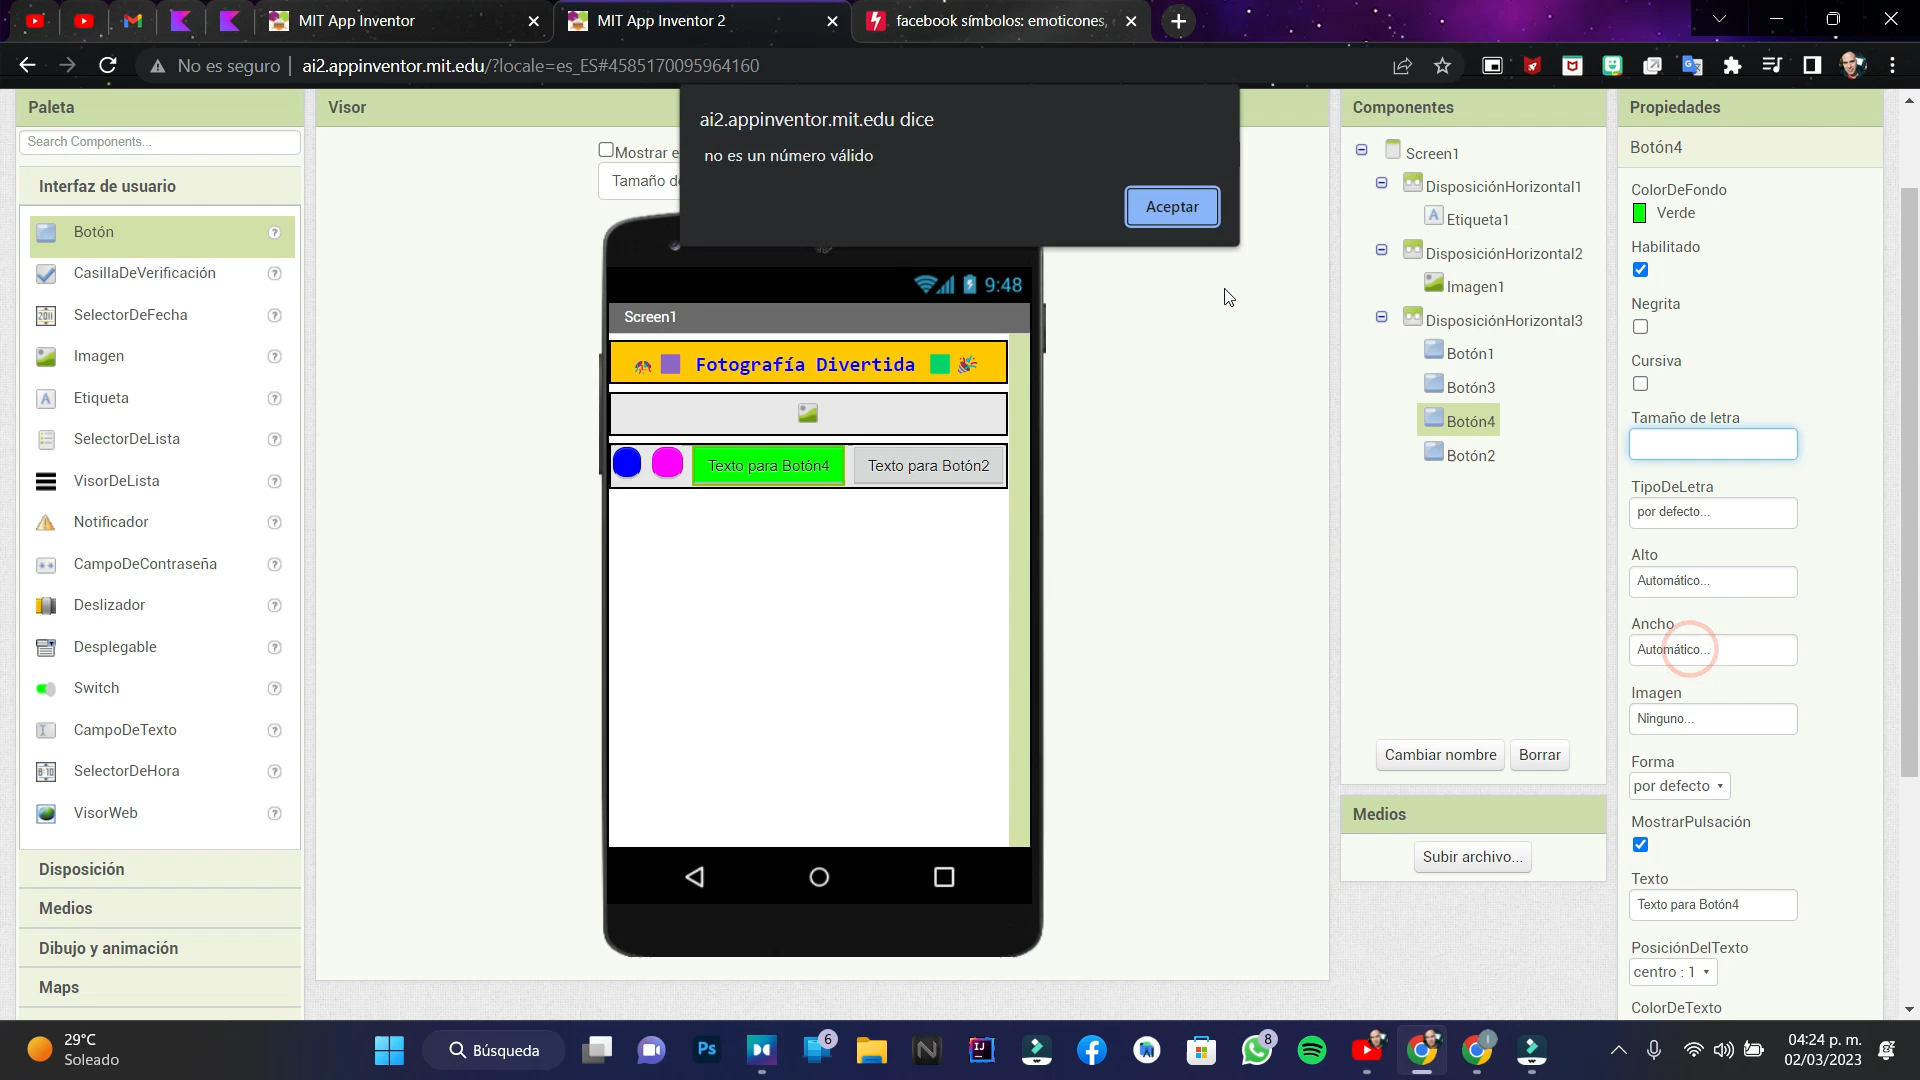 MIT App Inventor
MIT App Inventor 2
facebook símbolos: emoticones,
No es seguro
ai2.appinventor.mit.edu/?locale=es_ES#4585170095964160
Paleta
Search Components...
Interfaz de usuario
Botón
CasillaDeVerificación
SelectorDeFecha
Imagen
Etiqueta
SelectorDeLista
VisorDeLista
Notificador
CampoDeContraseña
Deslizador
Desplegable
Switch
CampoDeTexto
SelectorDeHora
VisorWeb
Disposición
Medios
Dibujo y animación
Maps
Visor
Mostrar e
Tamaño de
ai2.appinventor.mit.edu dice
no es un número válido
Aceptar
9:48
Screen1
Fotografía Divertida
Texto para Botón4
Texto para Botón2
Componentes
Screen1
DisposiciónHorizontal1
Etiqueta1
DisposiciónHorizontal2
Imagen1
DisposiciónHorizontal3
Botón1
Botón3
Botón4
Botón2
Cambiar nombre
Borrar
Medios
Subir archivo...
Propiedades
Botón4
ColorDeFondo
Verde
Habilitado
Negrita
Cursiva
Tamaño de letra
TipoDeLetra
por defecto...
Alto
Automático...
Ancho
Automático...
Imagen
Ninguno...
Forma
por defecto
MostrarPulsación
Texto
Texto para Botón4
PosiciónDelTexto
centro : 1
ColorDeTexto
29°C
Soleado
Búsqueda
Ps
6
8
04:24 p. m.
02/03/2023